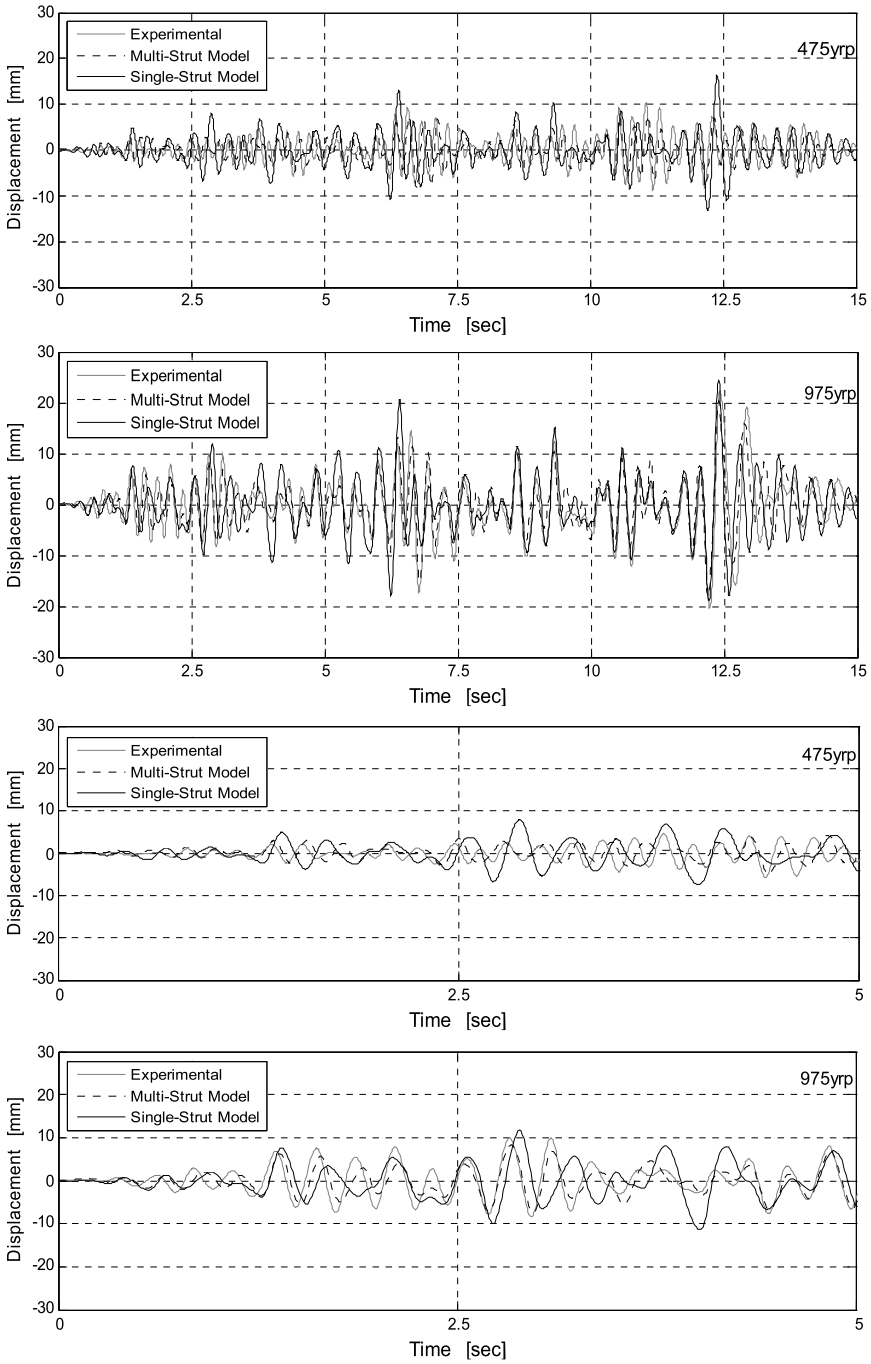 30
20
10
0
-10
-20
-30
Displacement [mm]
Experimental
Multi-Strut Model
Single-Strut Model
475yrp
0 2.5 5 7.5 10 12.5 15
Time [sec]
30
20
10
0
-10
-20
-30
Displacement [mm]
Experimental
Multi-Strut Model
Single-Strut Model
975yrp
0 2.5 5 7.5 10 12.5 15
Time [sec]
30
20
10
0
-10
-20
-30
Displacement [mm]
Experimental
Multi-Strut Model
Single-Strut Model
475yrp
0 2.5 5
Time [sec]
30
20
10
0
-10
-20
-30
Displacement [mm]
Experimental
Multi-Strut Model
Single-Strut Model
975yrp
0 2.5 5
Time [sec]